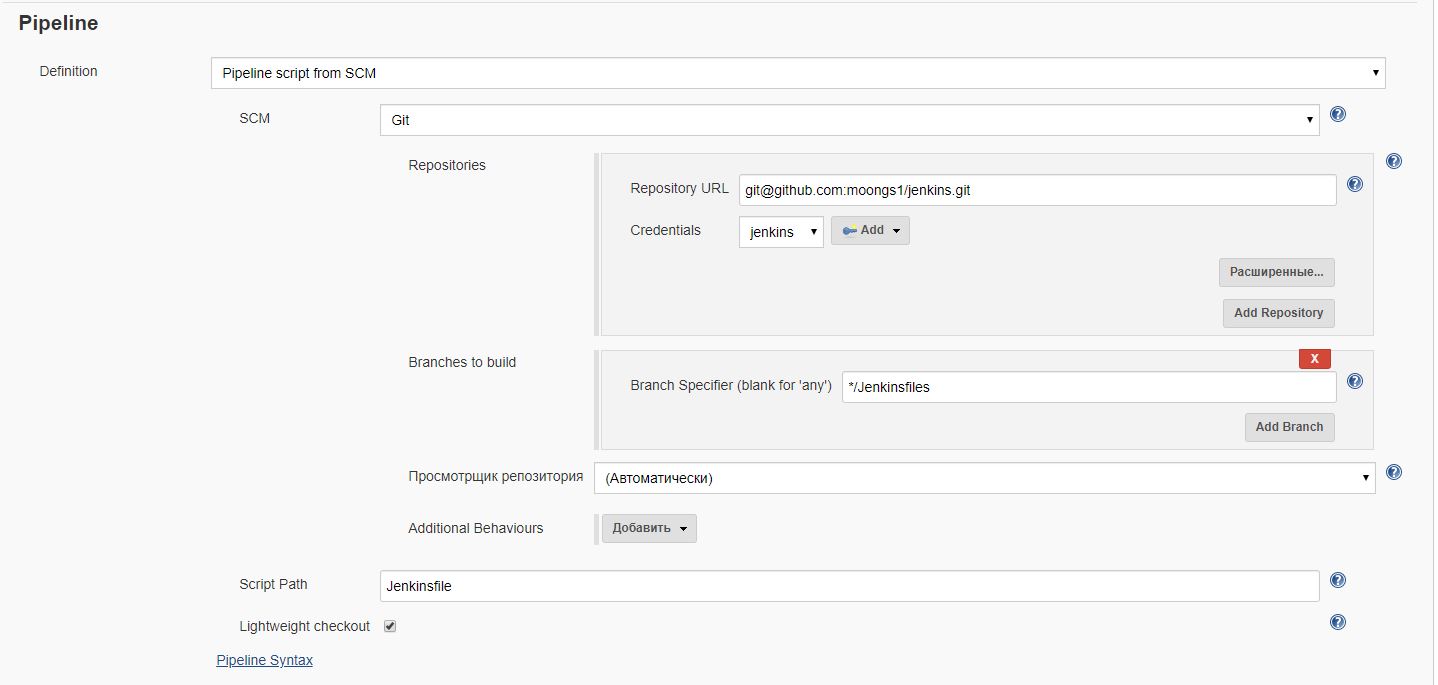 Pipeline
Definition
Pipeline script from SCM
SCM
Git
Repositories
Repository URL
git@github.com:moongs1/jenkins.git
Credentials
jenkins
Add
Расширенные...
Add Repository
Branches to build
X
Branch Specifier (blank for 'any')
*/Jenkinsfiles
Add Branch
Просмотрщик репозитория
(Автоматически)
Additional Behaviours
Добавить
Script Path
Jenkinsfile
Lightweight checkout
Pipeline Syntax